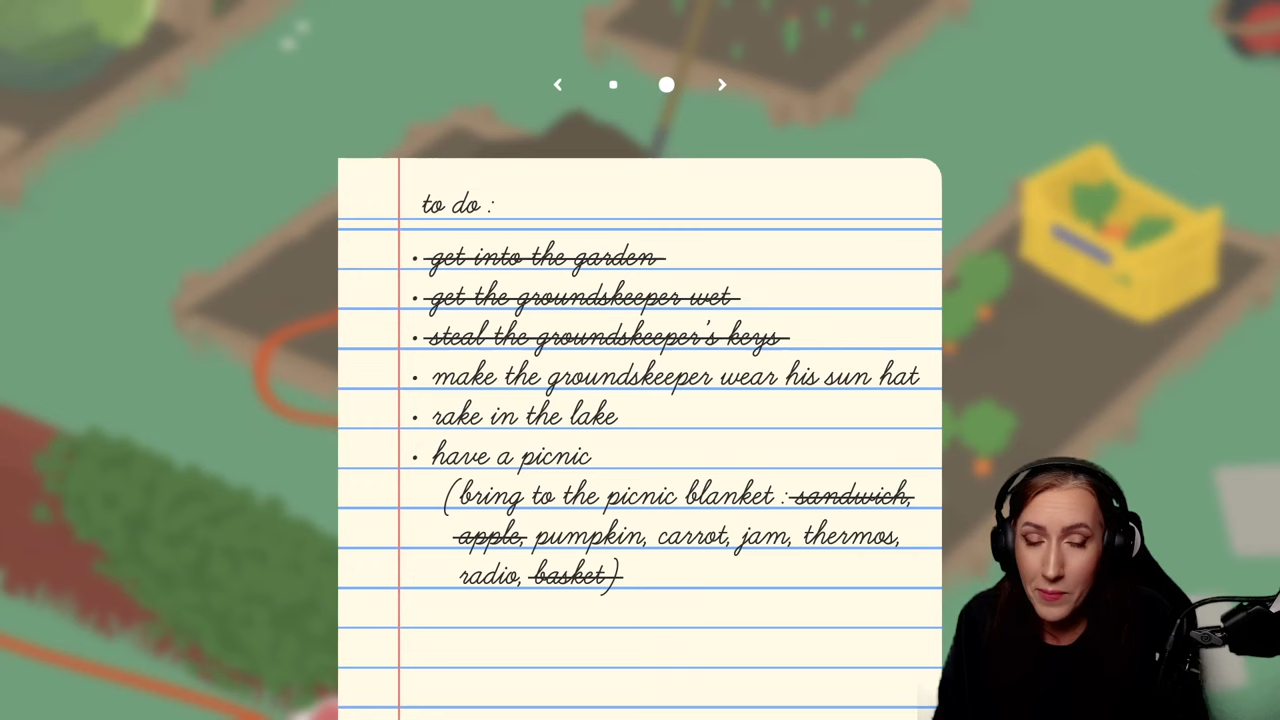 to do :
• get into the garden
• get the groundskeeper wet
• steal the groundskeeper's keys
• make the groundskeeper wear his sun hat
• rake in the lake
• have a picnic
(bring to the picnic blanket : sandwich,
apple, pumpkin, carrot, jam, thermos,
radio, basket)